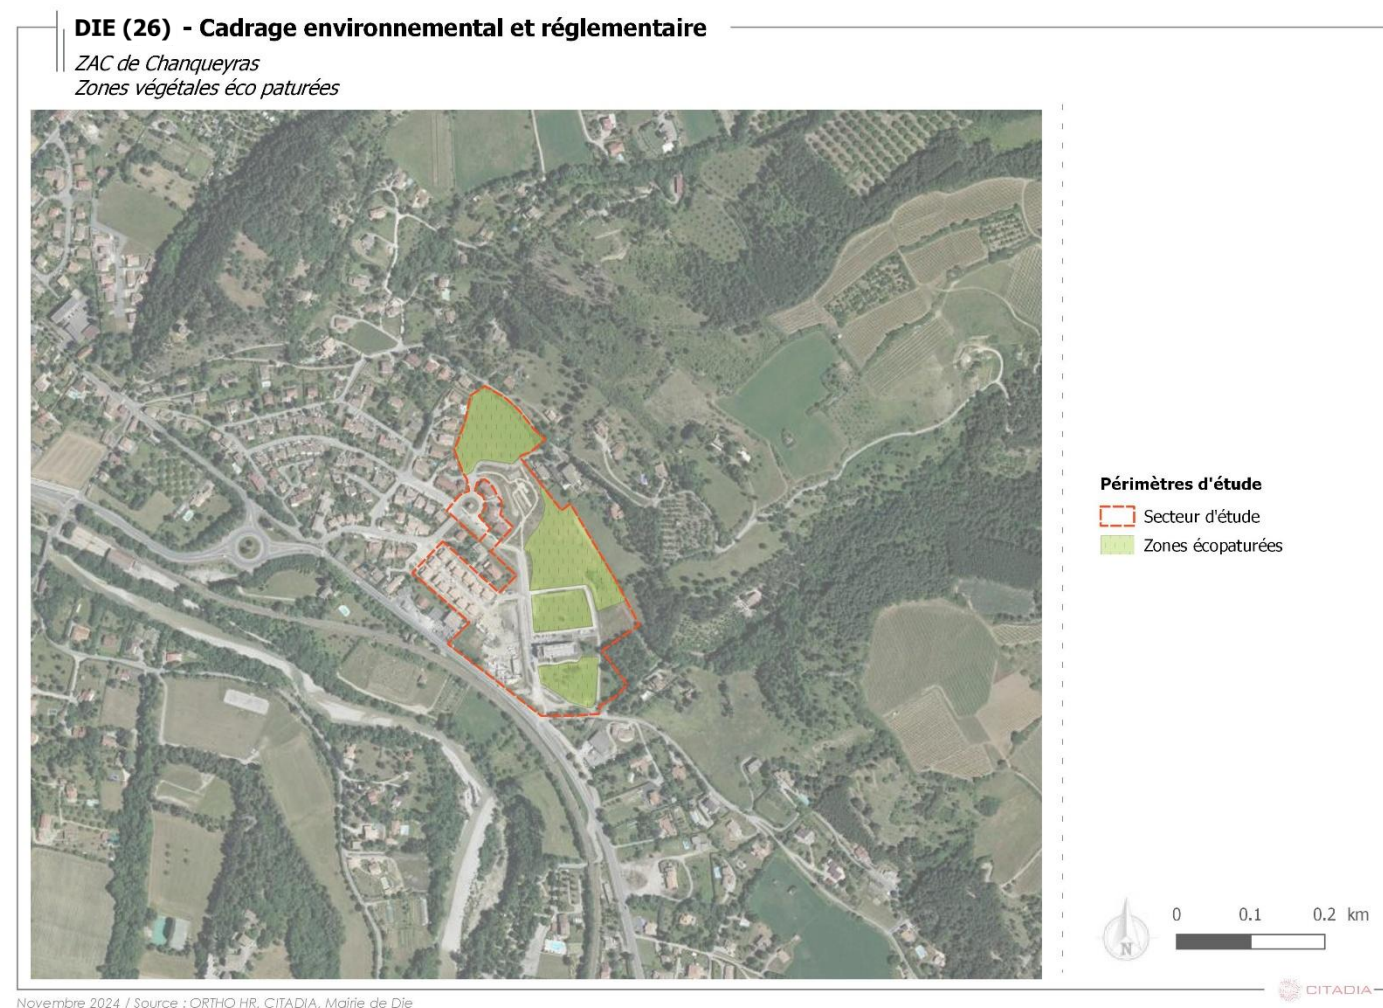 DIE (26) - Cadrage environnemental et réglementaire
ZAC de Chanqueyras
Zones végétales éco paturées
Périmètres d'étude
Secteur d'étude
Zones écopaturées
N
0 0.1 0.2 km
CITADIA
Novembre 2024 / Source : ORTHO HR, CITADIA, Mairie de Die